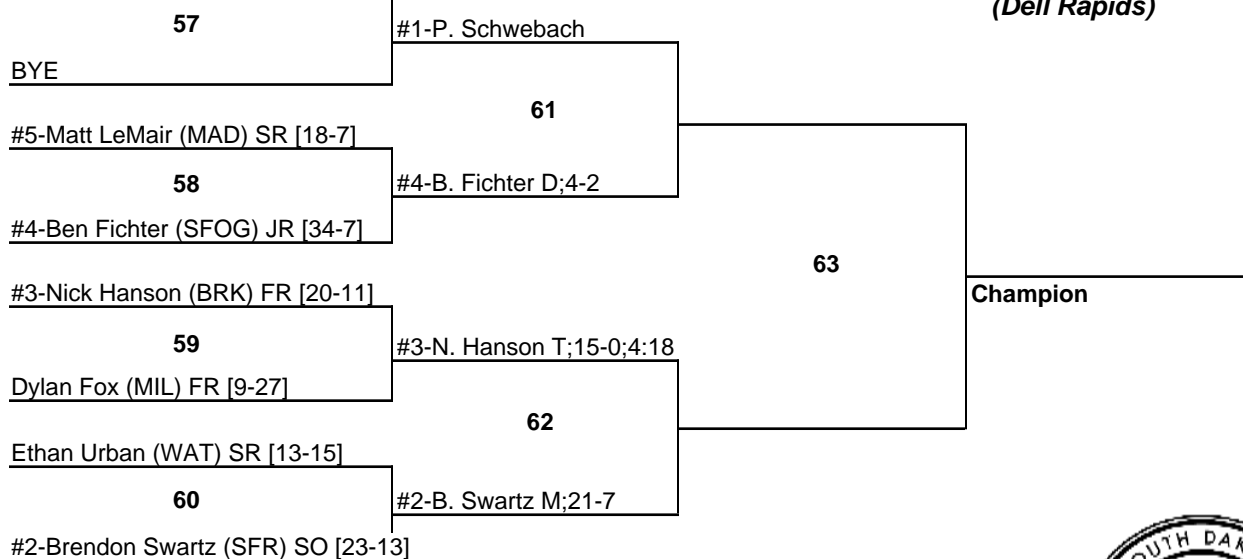 (Dell Rapids)
57
#1-P. Schwebach
BYE
61
#5-Matt LeMair (MAD) SR [18-7]
58
#4-B. Fichter D;4-2
#4-Ben Fichter (SFOG) JR [34-7]
63
#3-Nick Hanson (BRK) FR [20-11]
Champion
59
#3-N. Hanson T;15-0;4:18
Dylan Fox (MIL) FR [9-27]
62
Ethan Urban (WAT) SR [13-15]
60
#2-B. Swartz M;21-7
#2-Brendon Swartz (SFR) SO [23-13]